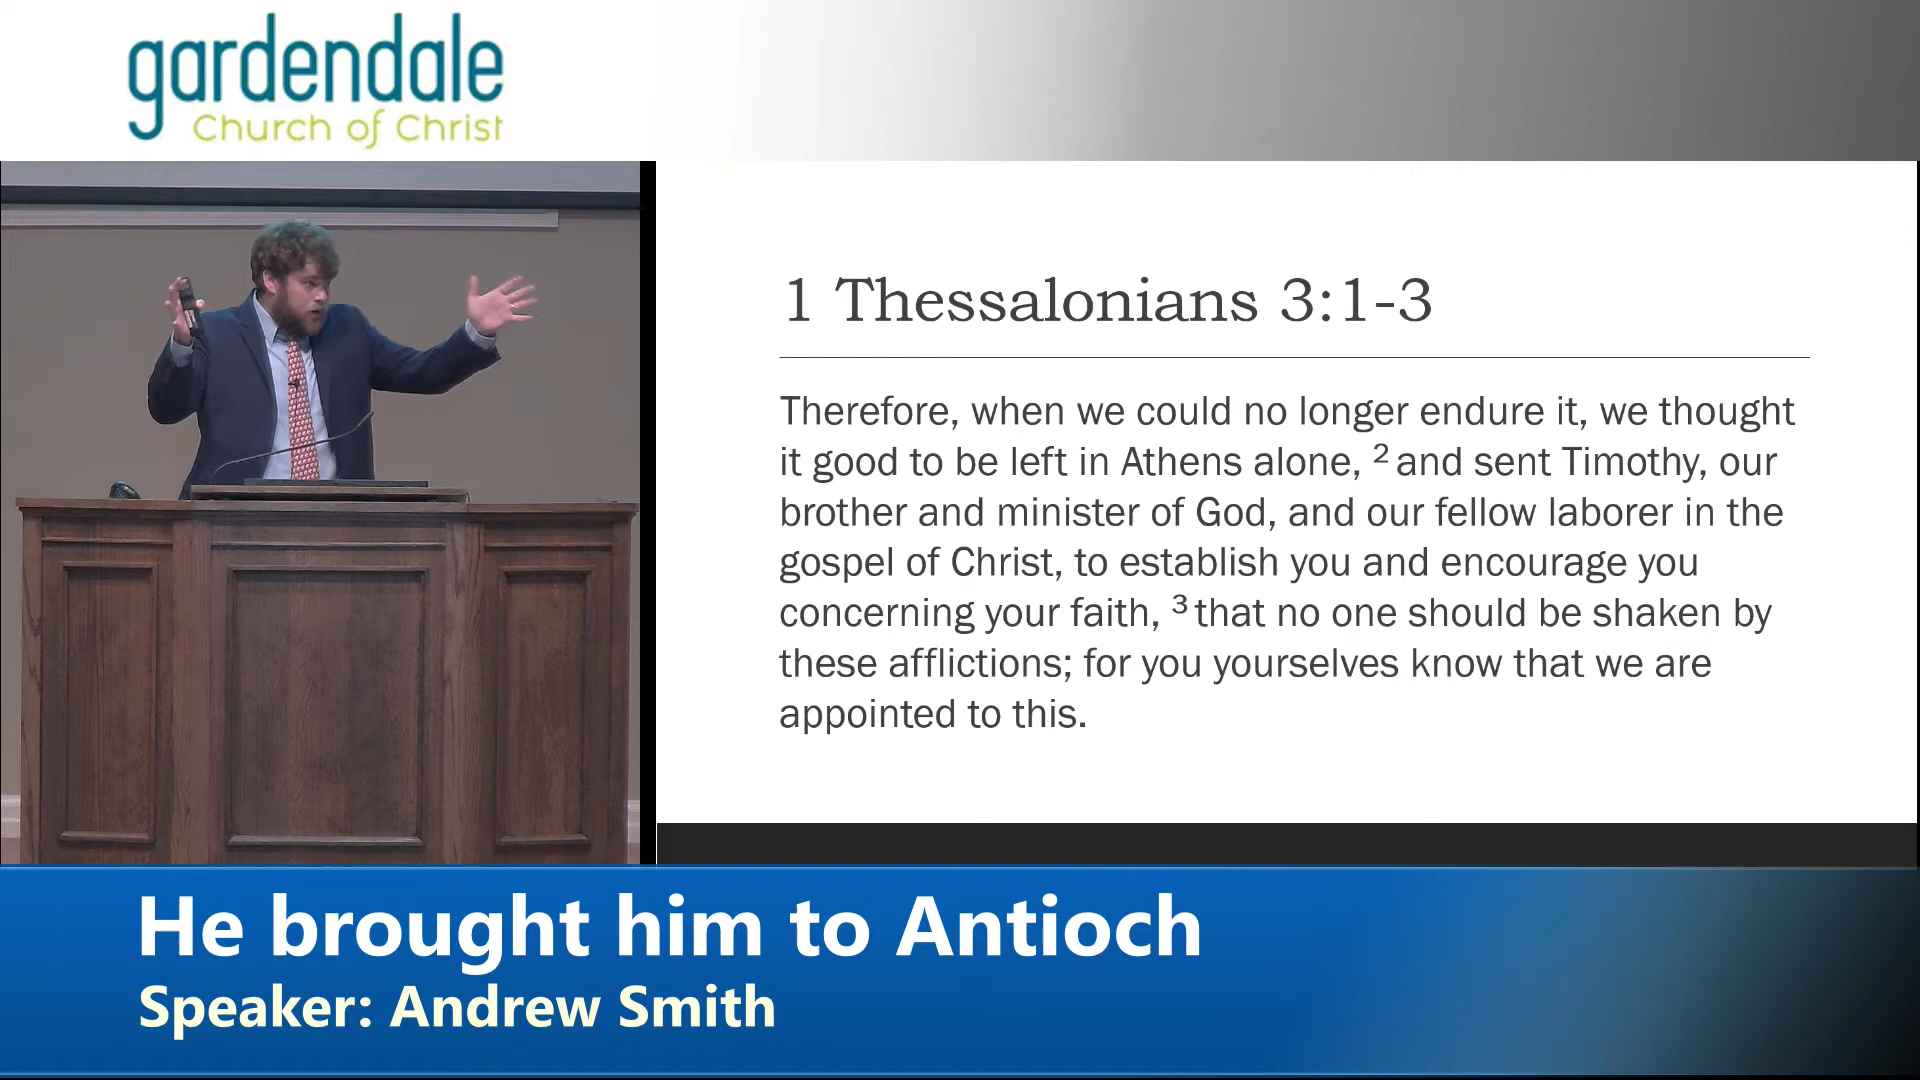 gardendale
Church of Christ
1 Thessalonians 3:1-3
Therefore, when we could no longer endure it, we thought
it good to be left in Athens alone, ² and sent Timothy, our
brother and minister of God, and our fellow laborer in the
gospel of Christ, to establish you and encourage you
concerning your faith, ³ that no one should be shaken by
these afflictions; for you yourselves know that we are
appointed to this.
He brought him to Antioch
Speaker: Andrew Smith